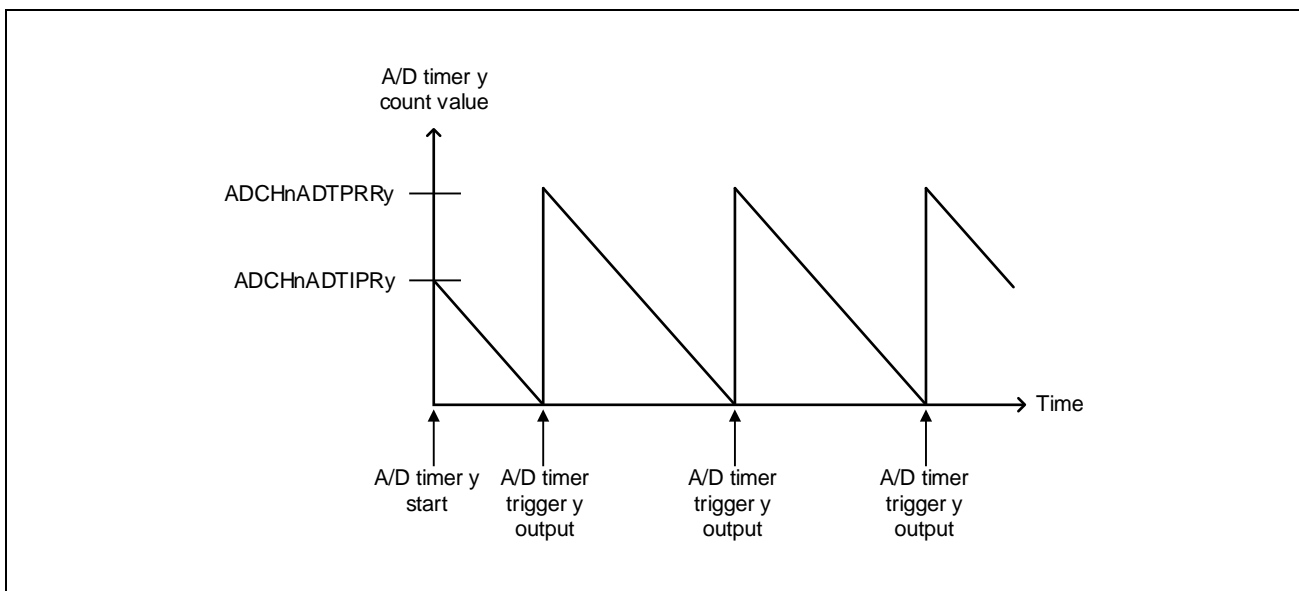 A/D timer y
count value
ADCHnADTPRRy
ADCHnADTIPRy
Time
A/D timer y
start
A/D timer
trigger y
output
A/D timer
trigger y
output
A/D timer
trigger y
output